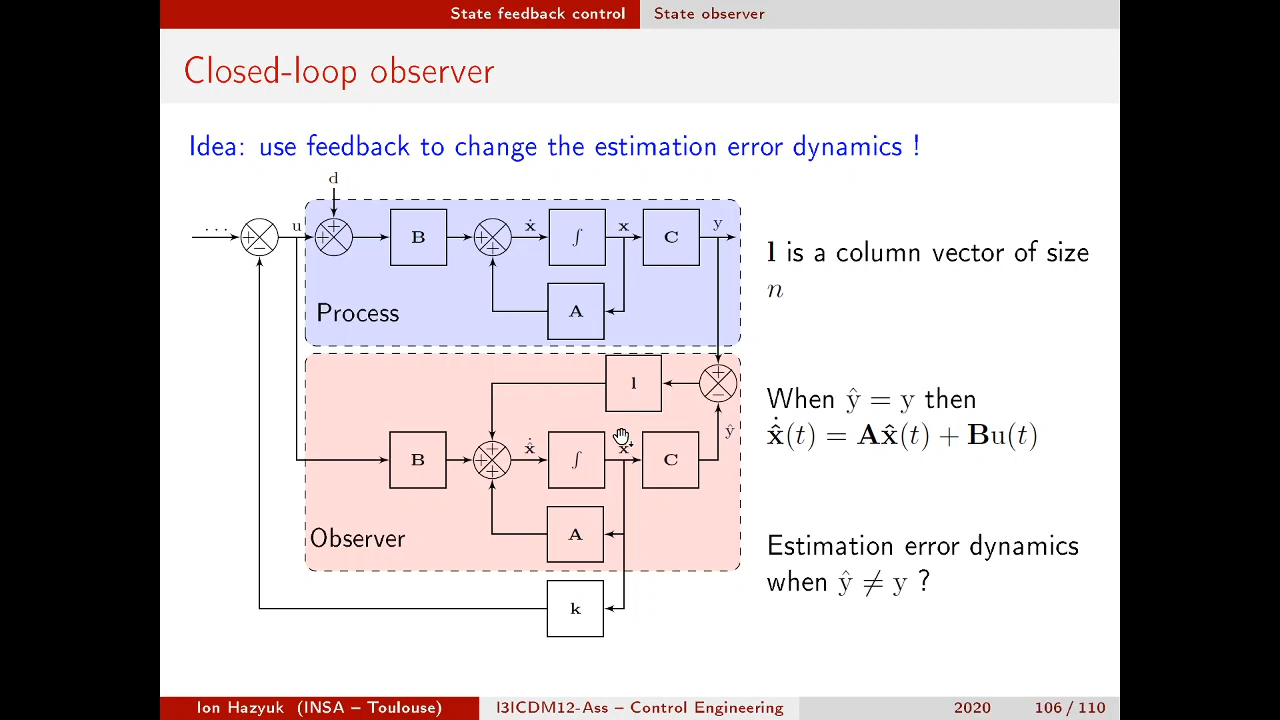 State feedback control State observer
Closed-loop observer
Idea: use feedback to change the estimation error dynamics !
d
· · · u B ẋ ∫ x C y
+ − + + + +
A
Process
l is a column vector of size
n
l
+ −
When ŷ = y then
x̂̇(t) = Ax̂(t) + Bu(t)
ŷ
B + + + x̂̇ ∫ x̂ C
A
Observer
Estimation error dynamics
when ŷ ≠ y ?
k
Ion Hazyuk (INSA – Toulouse) I3ICDM12-Ass – Control Engineering 2020 106 / 110